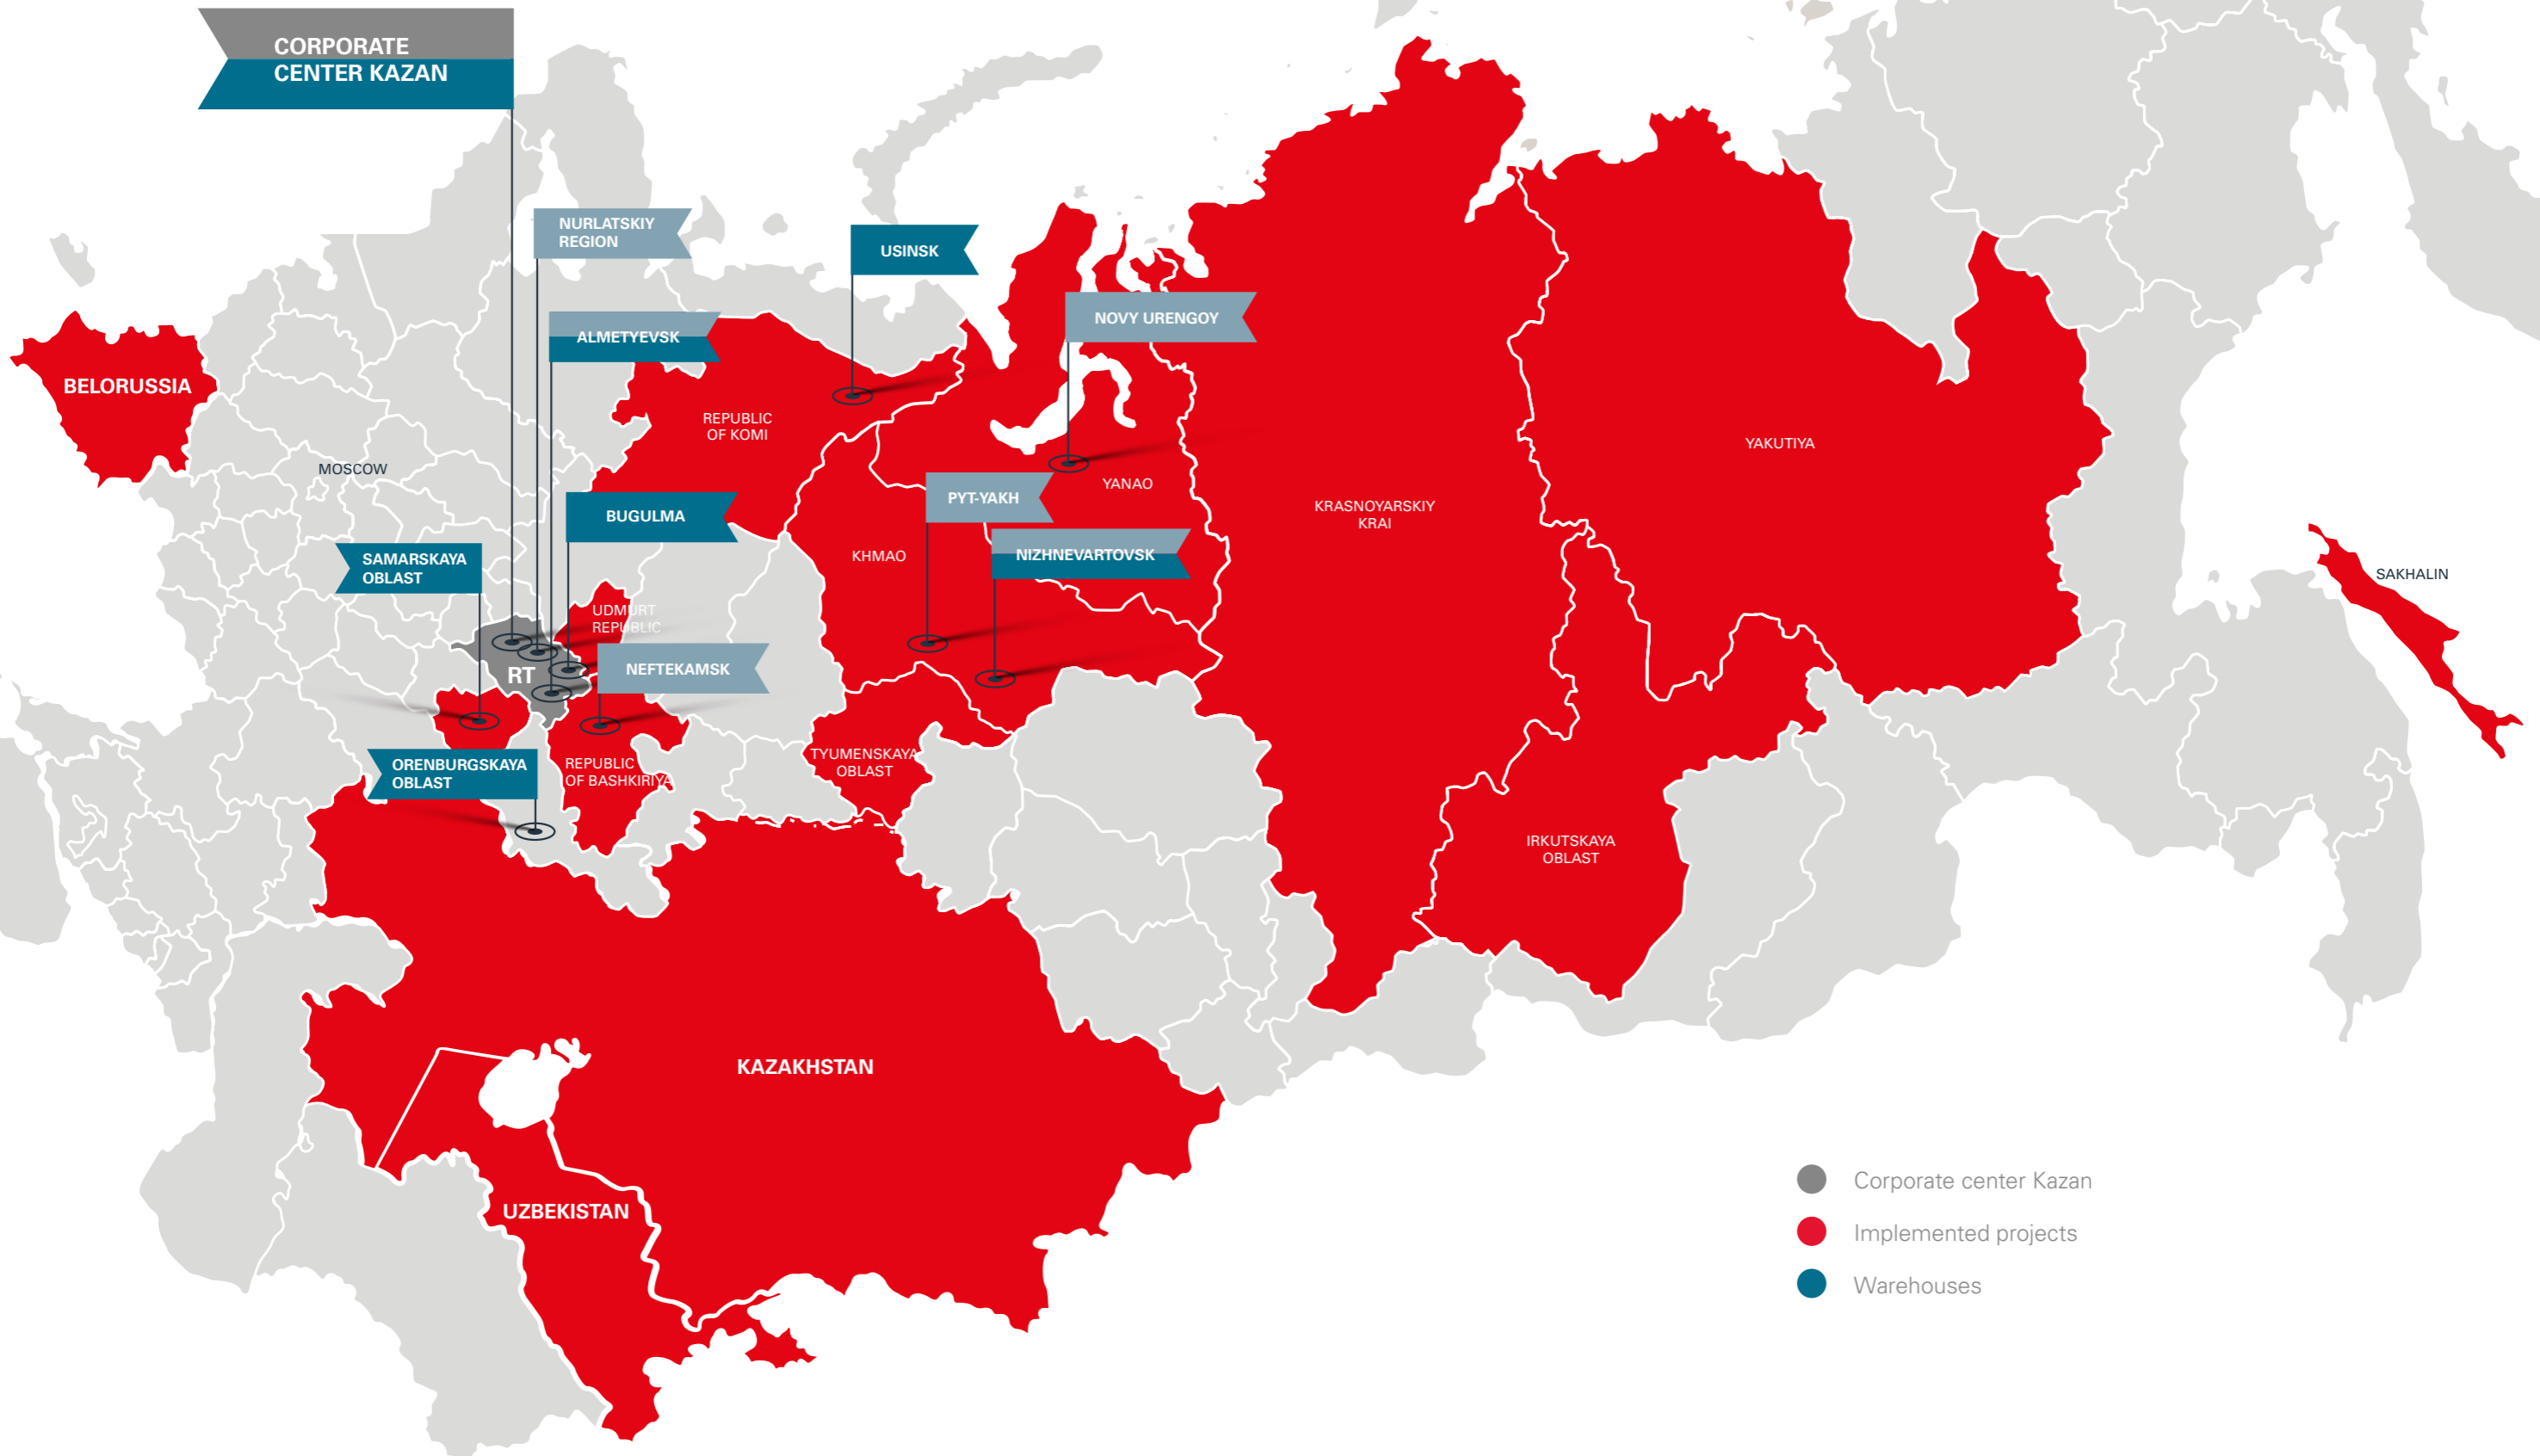 CORPORATE
CENTER KAZAN
NURLATSKIY
REGION
USINSK
ALMETYEVSK
NOVY URENGOY
BELORUSSIA
REPUBLIC
OF KOMI
YAKUTIYA
MOSCOW
YANAO
PYT-YAKH
KRASNOYARSKIY
KRAI
BUGULMA
KHMAO
NIZHNEVARTOVSK
SAMARSKAYA
OBLAST
SAKHALIN
UDMURT
REPUBLIC
RT
NEFTEKAMSK
ORENBURGSKAYA
OBLAST
REPUBLIC
OF BASHKIRIYA
TYUMENSKAYA
OBLAST
IRKUTSKAYA
OBLAST
KAZAKHSTAN
UZBEKISTAN
Corporate center Kazan
Implemented projects
Warehouses